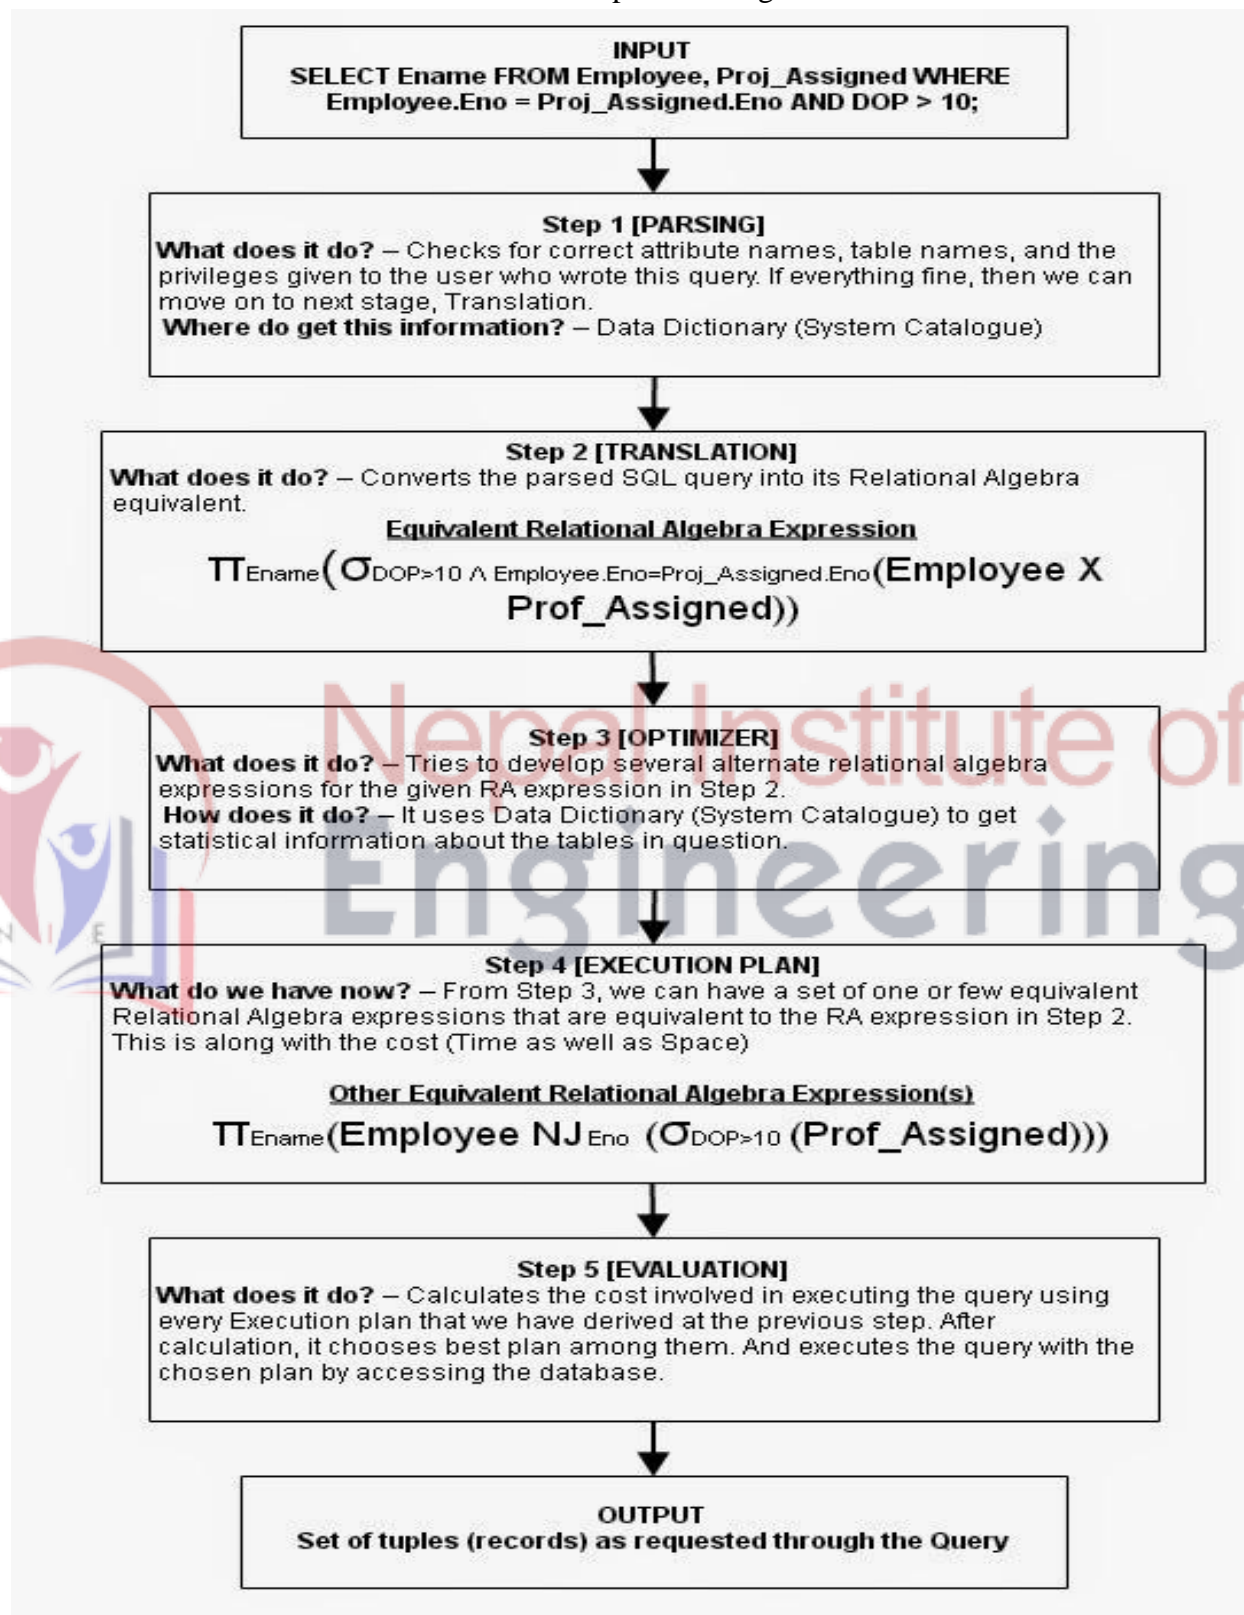 INPUT
SELECT Ename FROM Employee, Proj_Assigned WHERE
Employee.Eno = Proj_Assigned.Eno AND DOP > 10;
Step 1 [PARSING]
What does it do? – Checks for correct attribute names, table names, and the
privileges given to the user who wrote this query. If everything fine, then we can
move on to next stage, Translation.
Where do get this information? – Data Dictionary (System Catalogue)
Step 2 [TRANSLATION]
What does it do? – Converts the parsed SQL query into its Relational Algebra
equivalent.
Equivalent Relational Algebra Expression
πEname(σDOP>10 Λ Employee.Eno=Proj_Assigned.Eno(Employee X
Prof_Assigned))
Nepal Institute of
Engineering
N I E
Step 3 [OPTIMIZER]
What does it do? – Tries to develop several alternate relational algebra
expressions for the given RA expression in Step 2.
How does it do? – It uses Data Dictionary (System Catalogue) to get
statistical information about the tables in question.
Step 4 [EXECUTION PLAN]
What do we have now? – From Step 3, we can have a set of one or few equivalent
Relational Algebra expressions that are equivalent to the RA expression in Step 2.
This is along with the cost (Time as well as Space)
Other Equivalent Relational Algebra Expression(s)
πEname(Employee NJ Eno (σDOP>10 (Prof_Assigned)))
Step 5 [EVALUATION]
What does it do? – Calculates the cost involved in executing the query using
every Execution plan that we have derived at the previous step. After
calculation, it chooses best plan among them. And executes the query with the
chosen plan by accessing the database.
OUTPUT
Set of tuples (records) as requested through the Query